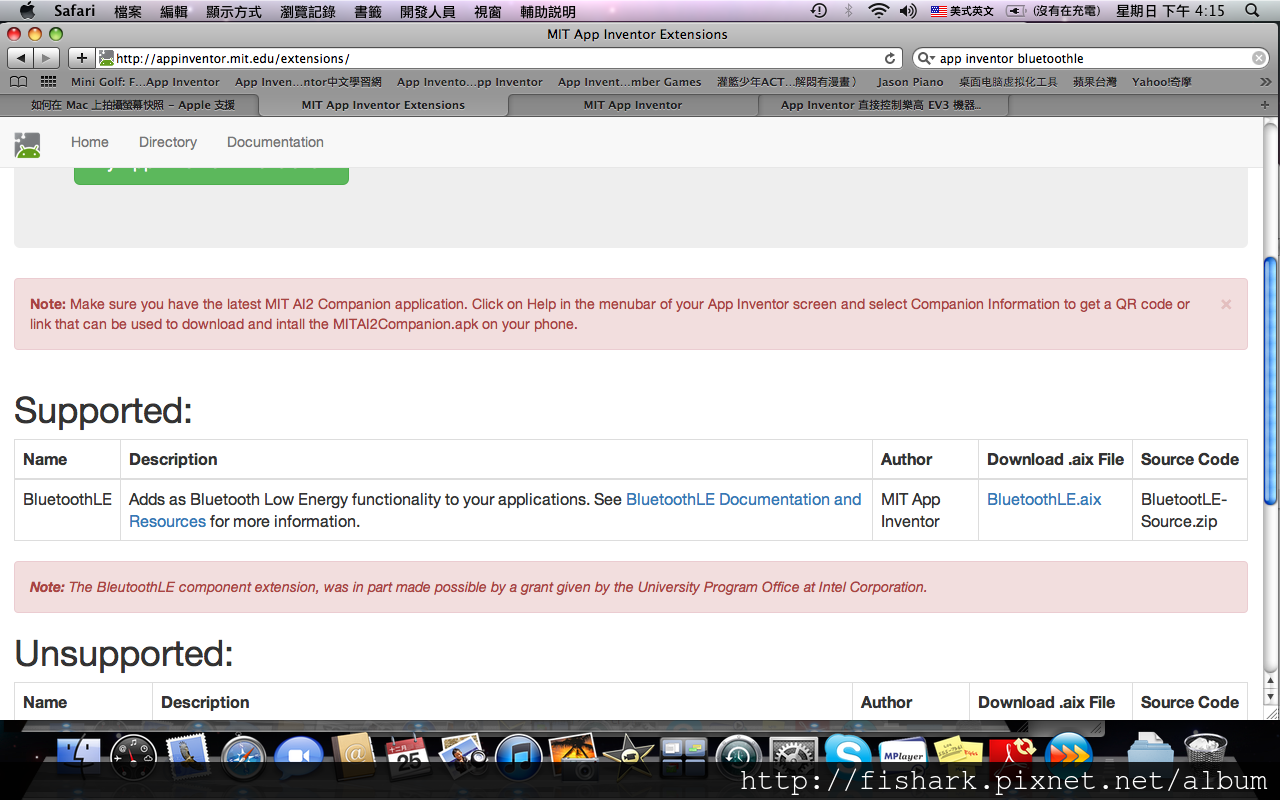 Safari 檔案 編輯 顯示方式 瀏覽記錄 書籤 開發人員 視窗 輔助說明 美式英文 (沒有在充電) 星期日 下午 4:15
MIT App Inventor Extensions
http://appinventor.mit.edu/extensions/ app inventor bluetoothle
Mini Golf: F...App Inventor App Inven...ntor中文學習網 App Invento...pp Inventor App Invent...mber Games 灌籃少年ACT...解悶有漫畫） Jason Piano 桌面电脑虚拟化工具 蘋果台灣 Yahoo!奇摩
如何在 Mac 上拍攝螢幕快照 – Apple 支援 MIT App Inventor Extensions MIT App Inventor App Inventor 直接控制樂高 EV3 機器...
Home Directory Documentation
Note: Make sure you have the latest MIT AI2 Companion application. Click on Help in the menubar of your App Inventor screen and select Companion Information to get a QR code or
link that can be used to download and intall the MITAI2Companion.apk on your phone.
Supported:
Name Description Author Download .aix File Source Code
BluetoothLE Adds as Bluetooth Low Energy functionality to your applications. See BluetoothLE Documentation and MIT App BluetoothLE.aix BluetootLE-
Resources for more information. Inventor Source.zip
Note: The BleutoothLE component extension, was in part made possible by a grant given by the University Program Office at Intel Corporation.
Unsupported:
Name Description Author Download .aix File Source Code
十二月
25
MPlayer
http://fishark.pixnet.net/album